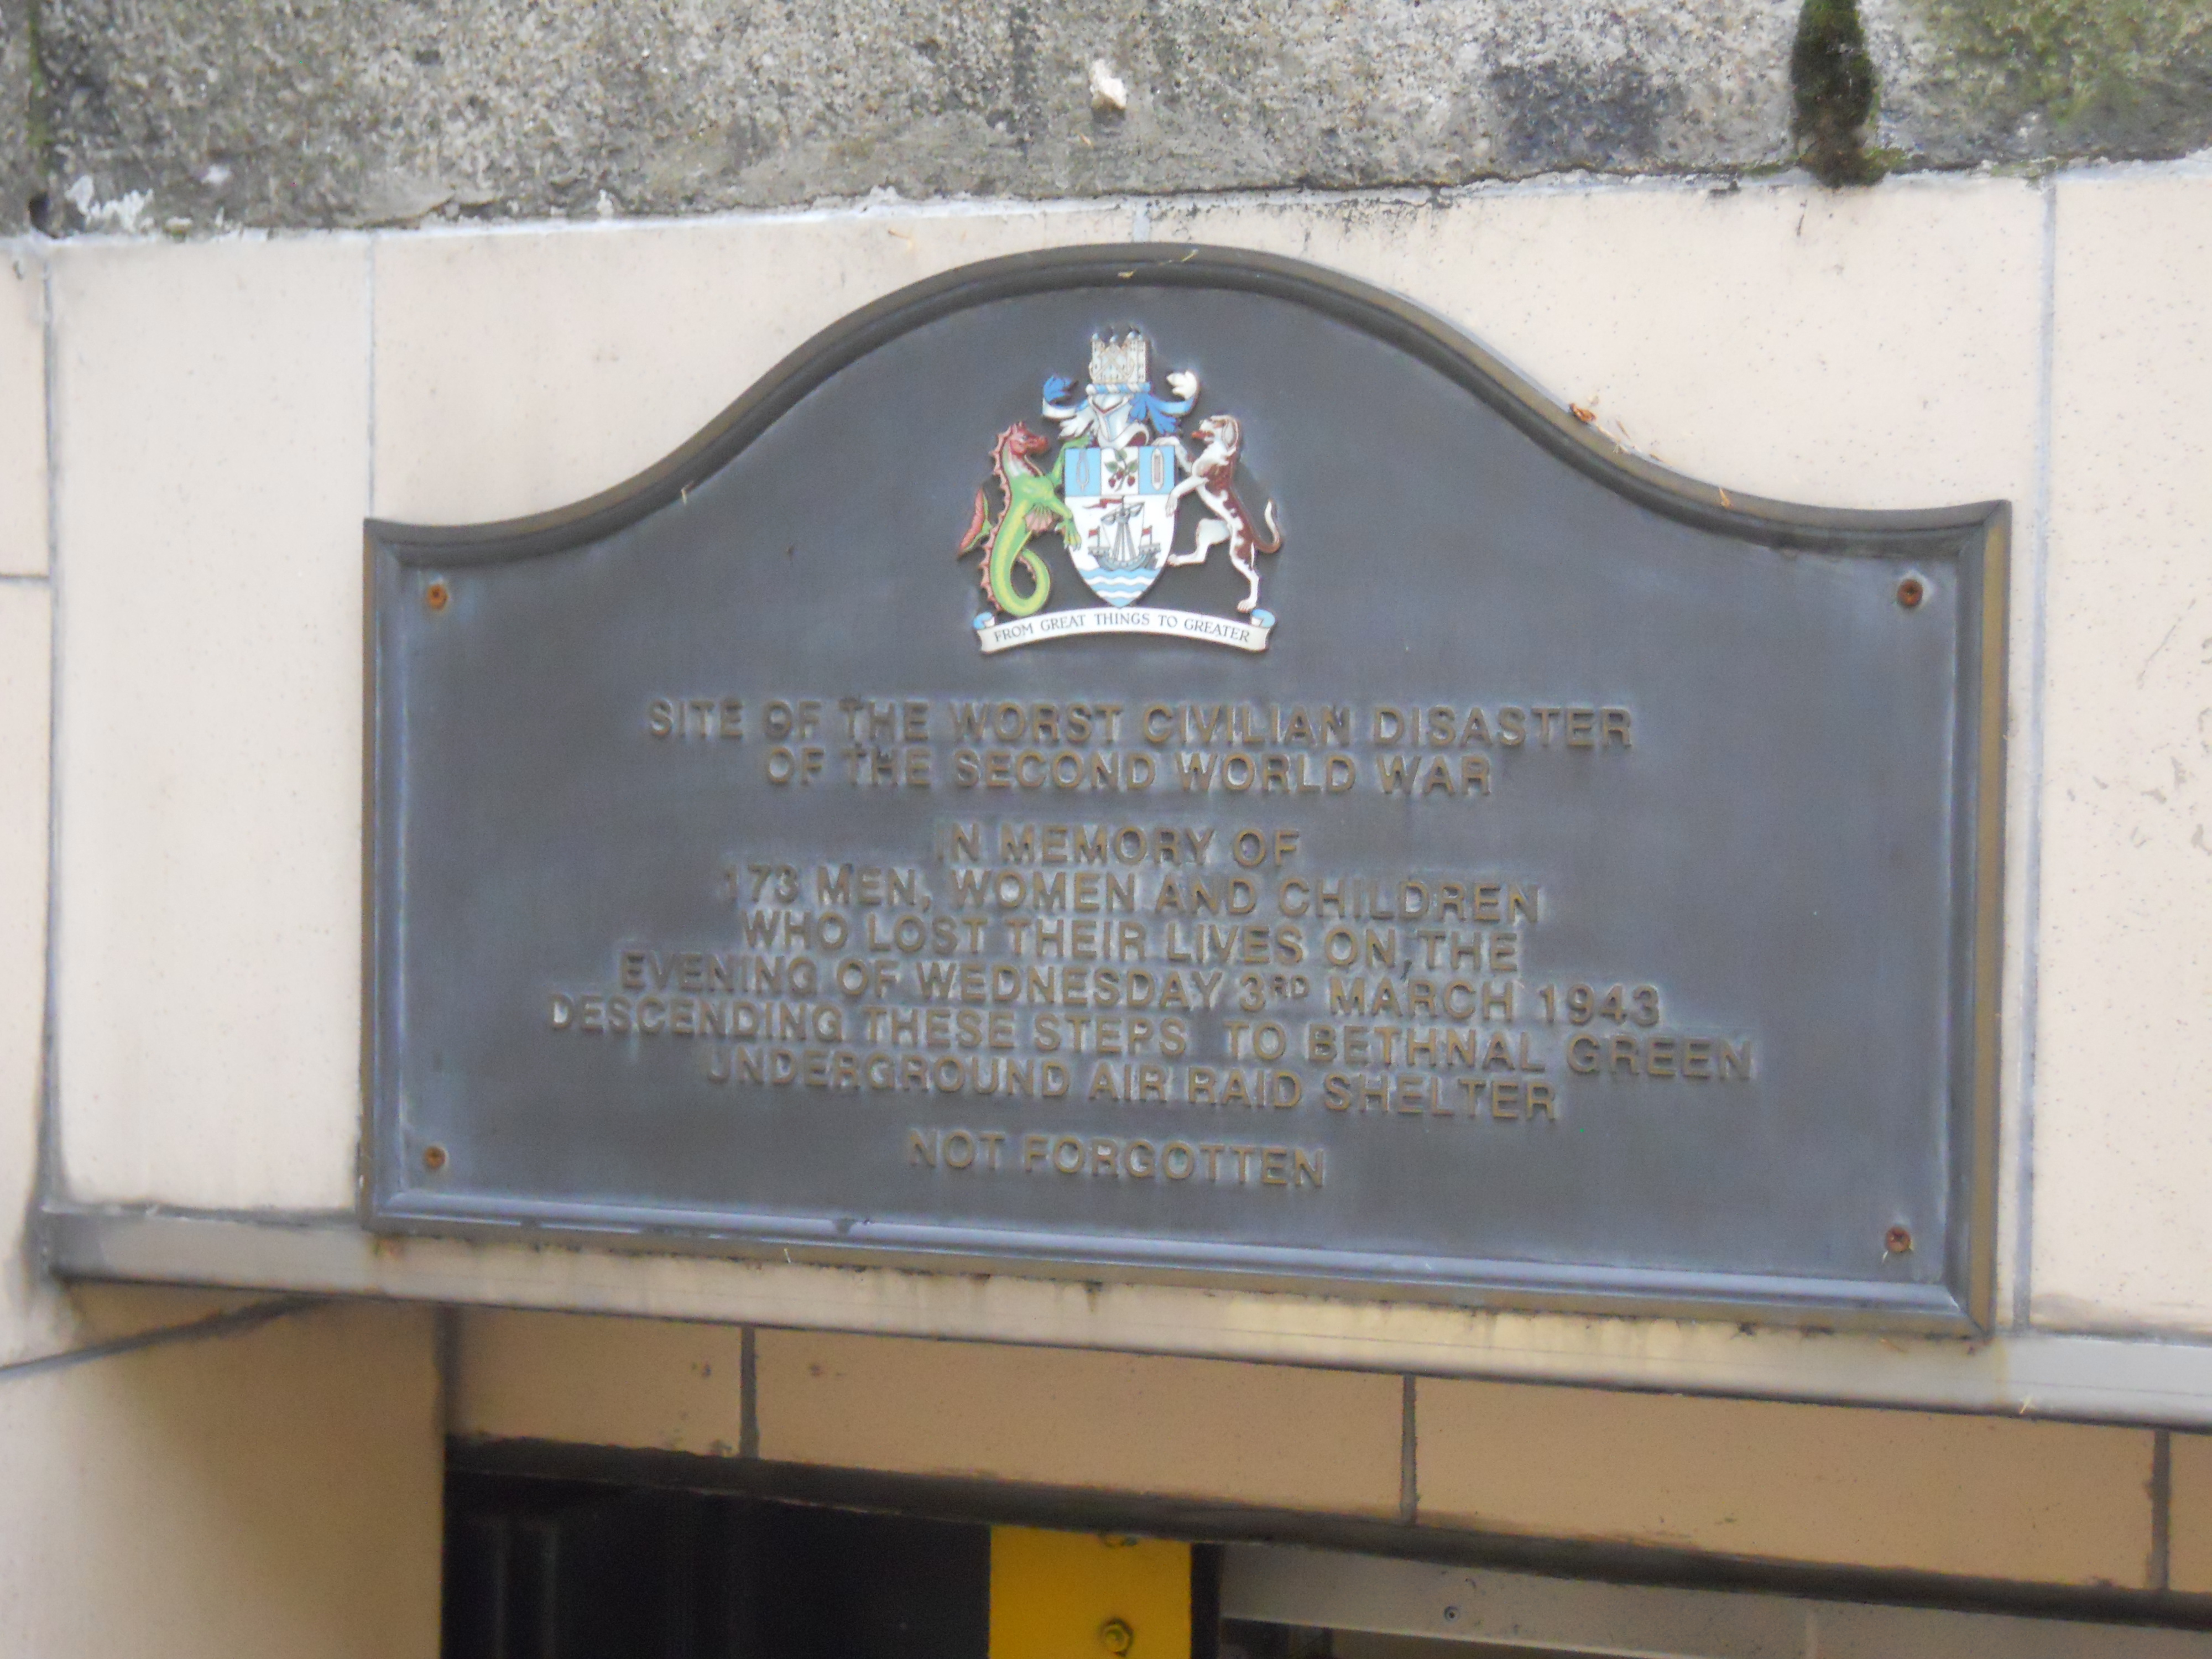 FROM GREAT THINGS TO GREATER
SITE OF THE WORST CIVILIAN DISASTER
OF THE SECOND WORLD WAR
IN MEMORY OF
173 MEN, WOMEN AND CHILDREN
WHO LOST THEIR LIVES ON, THE
EVENING OF WEDNESDAY 3RD MARCH 1943
DESCENDING THESE STEPS TO BETHNAL GREEN
UNDERGROUND AIR RAID SHELTER
NOT FORGOTTEN